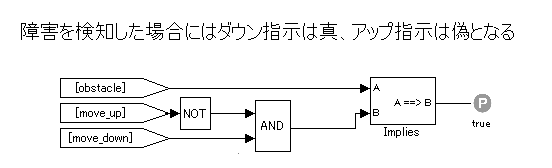 障害を検知した場合にはダウン指示は真、アップ指示は偽となる
[obstacle]
[move_up]
[move_down]
NOT
AND
A
B
A ==> B
Implies
P
true